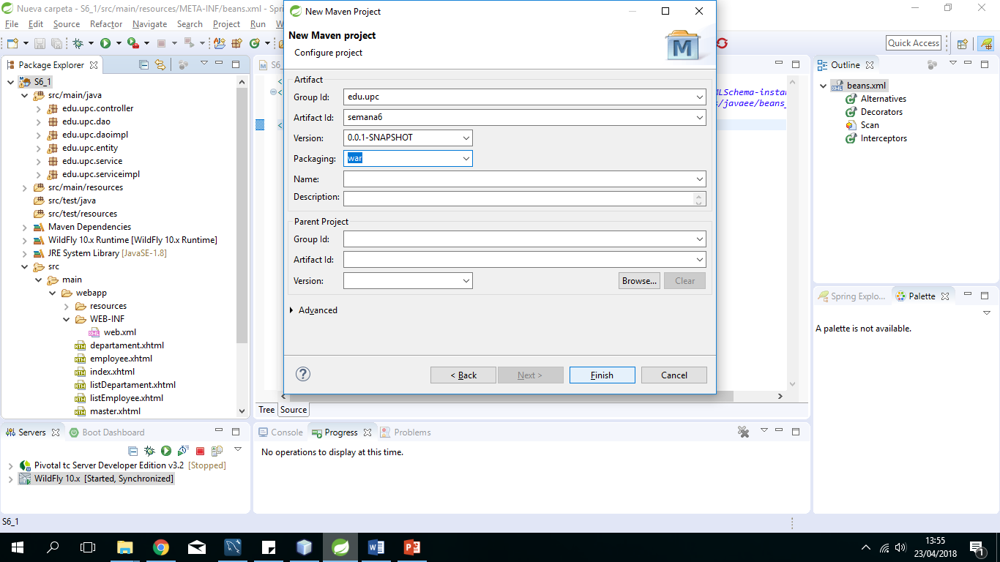 Nueva carpeta - S6_1/src/main/resources/META-INF/beans.xml - Spri
File Edit Source Refactor Navigate Search Project Run W
Quick Access
New Maven Project
New Maven project
Configure project
M
Artifact
Group Id: edu.upc
Artifact Id: semana6
Version: 0.0.1-SNAPSHOT
Packaging: war
Name:
Description:
Parent Project
Group Id:
Artifact Id:
Version:
Browse... Clear
Advanced
< Back Next > Finish Cancel
Package Explorer
S6_1
src/main/java
edu.upc.controller
edu.upc.dao
edu.upc.daoimpl
edu.upc.entity
edu.upc.service
edu.upc.serviceimpl
src/main/resources
src/test/java
src/test/resources
Maven Dependencies
WildFly 10.x Runtime [WildFly 10.x Runtime]
JRE System Library [JavaSE-1.8]
src
main
webapp
resources
WEB-INF
web.xml
departament.xhtml
employee.xhtml
index.xhtml
listDepartament.xhtml
listEmployee.xhtml
master.xhtml
S6_
<
<
MLSchema-instan
s/javaee/beans_
<
Tree Source
Outline
beans.xml
Alternatives
Decorators
Scan
Interceptors
Spring Explo... Palette
A palette is not available.
Servers Boot Dashboard
Pivotal tc Server Developer Edition v3.2 [Stopped]
WildFly 10.x [Started, Synchronized]
Console Progress Problems
No operations to display at this time.
S6_1
13:55
23/04/2018
1